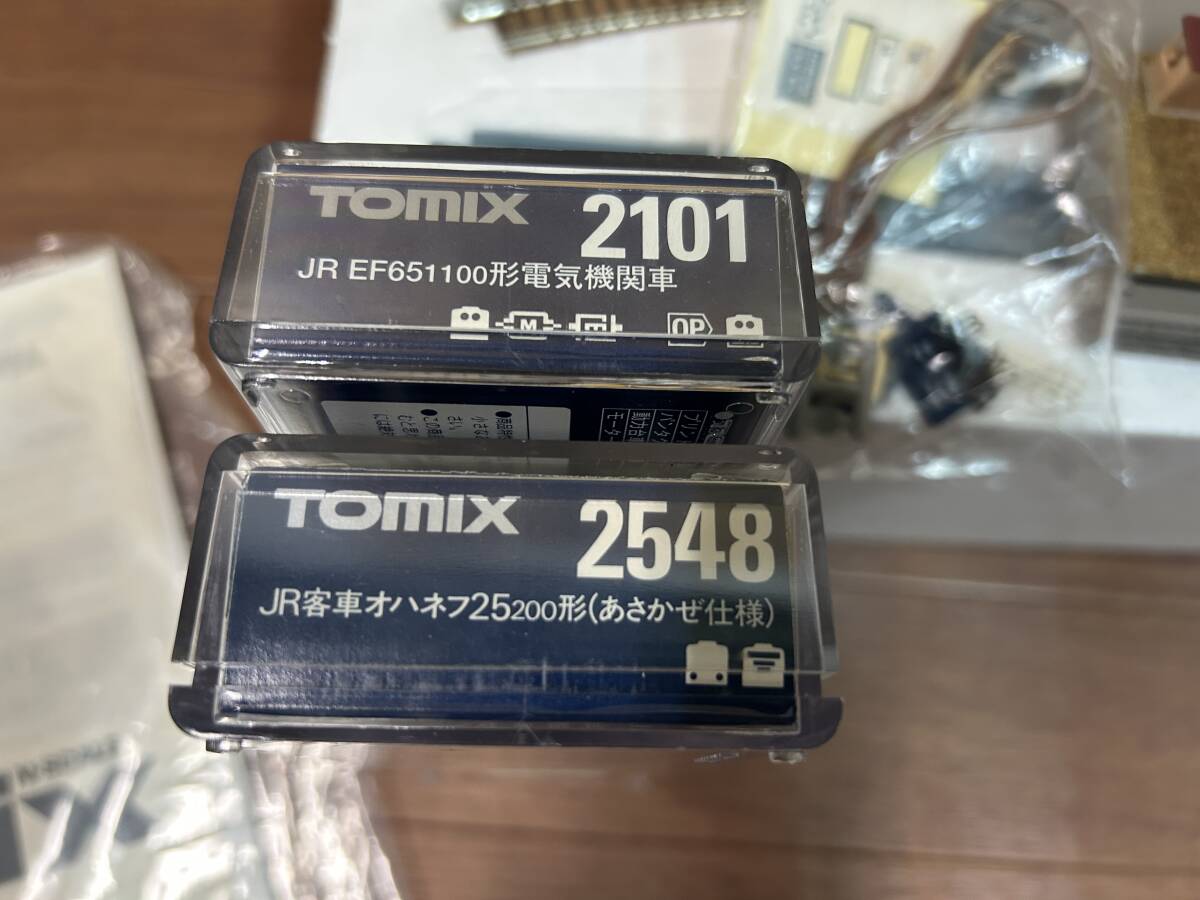 TOMIX 2101
JR EF651100形電気機関車
M
OP
TOMIX 2548
JR客車オハネフ25200形(あさかぜ仕様)
N-SCALE